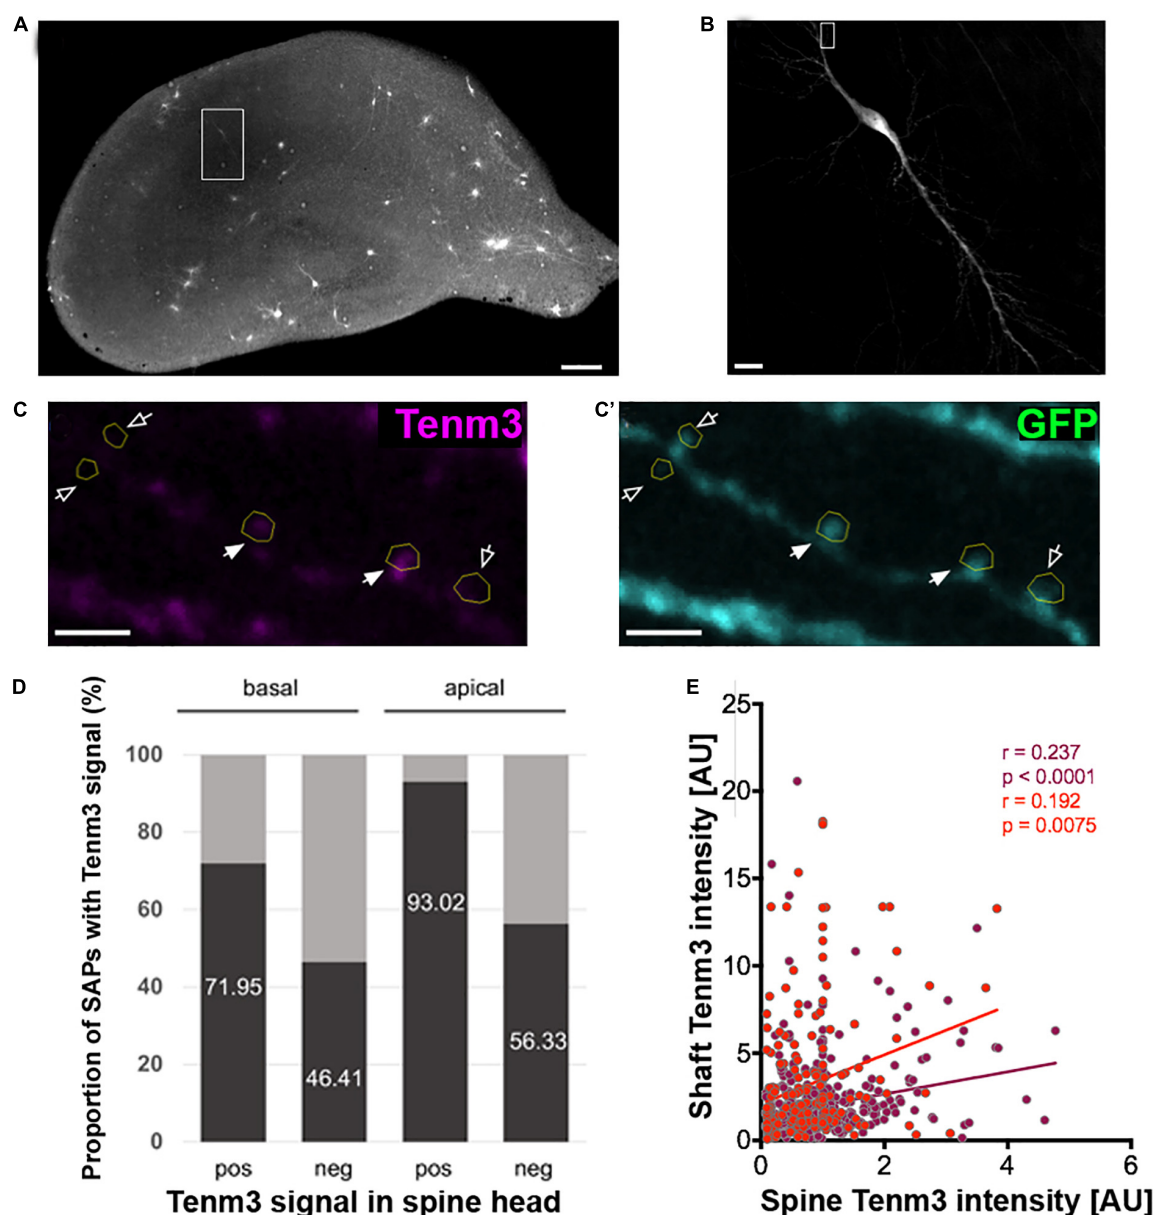 A
B
C
Tenm3
C'
GFP
D
Proportion of SAPs with Tenm3 signal (%)
basal
apical
100
80
60
40
20
0
71.95
46.41
93.02
56.33
pos
neg
pos
neg
Tenm3 signal in spine head
E
Shaft Tenm3 intensity [AU]
25
20
15
10
5
0
r = 0.237
p < 0.0001
r = 0.192
p = 0.0075
0
2
4
6
Spine Tenm3 intensity [AU]